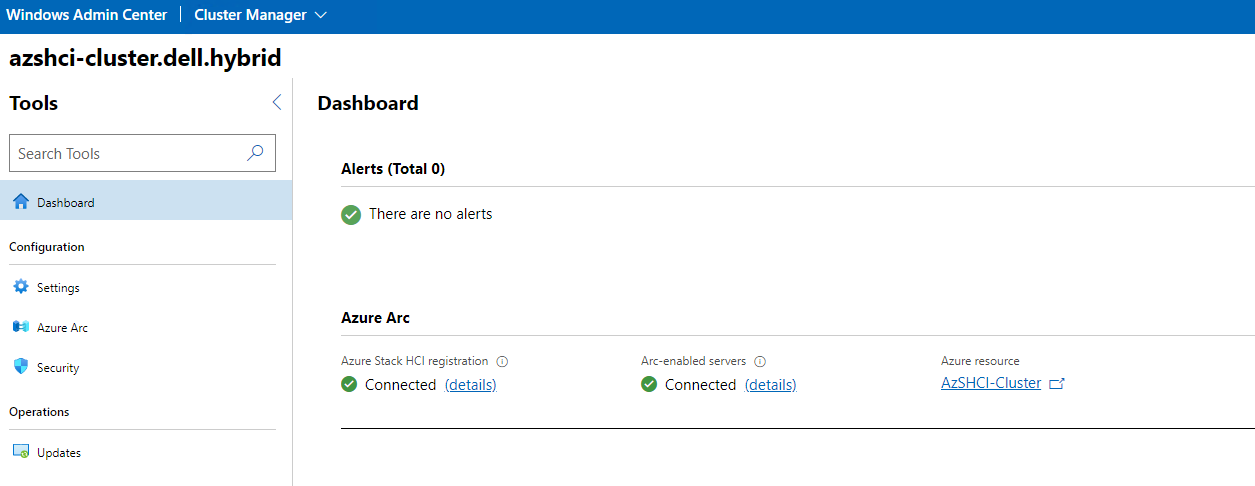 Windows Admin Center | Cluster Manager
azshci-cluster.dell.hybrid
Tools
Search Tools
Dashboard
Configuration
Settings
Azure Arc
Security
Operations
Updates
Dashboard
Alerts (Total 0)
There are no alerts
Azure Arc
Azure Stack HCI registration
Connected (details)
Arc-enabled servers
Connected (details)
Azure resource
AzSHCI-Cluster